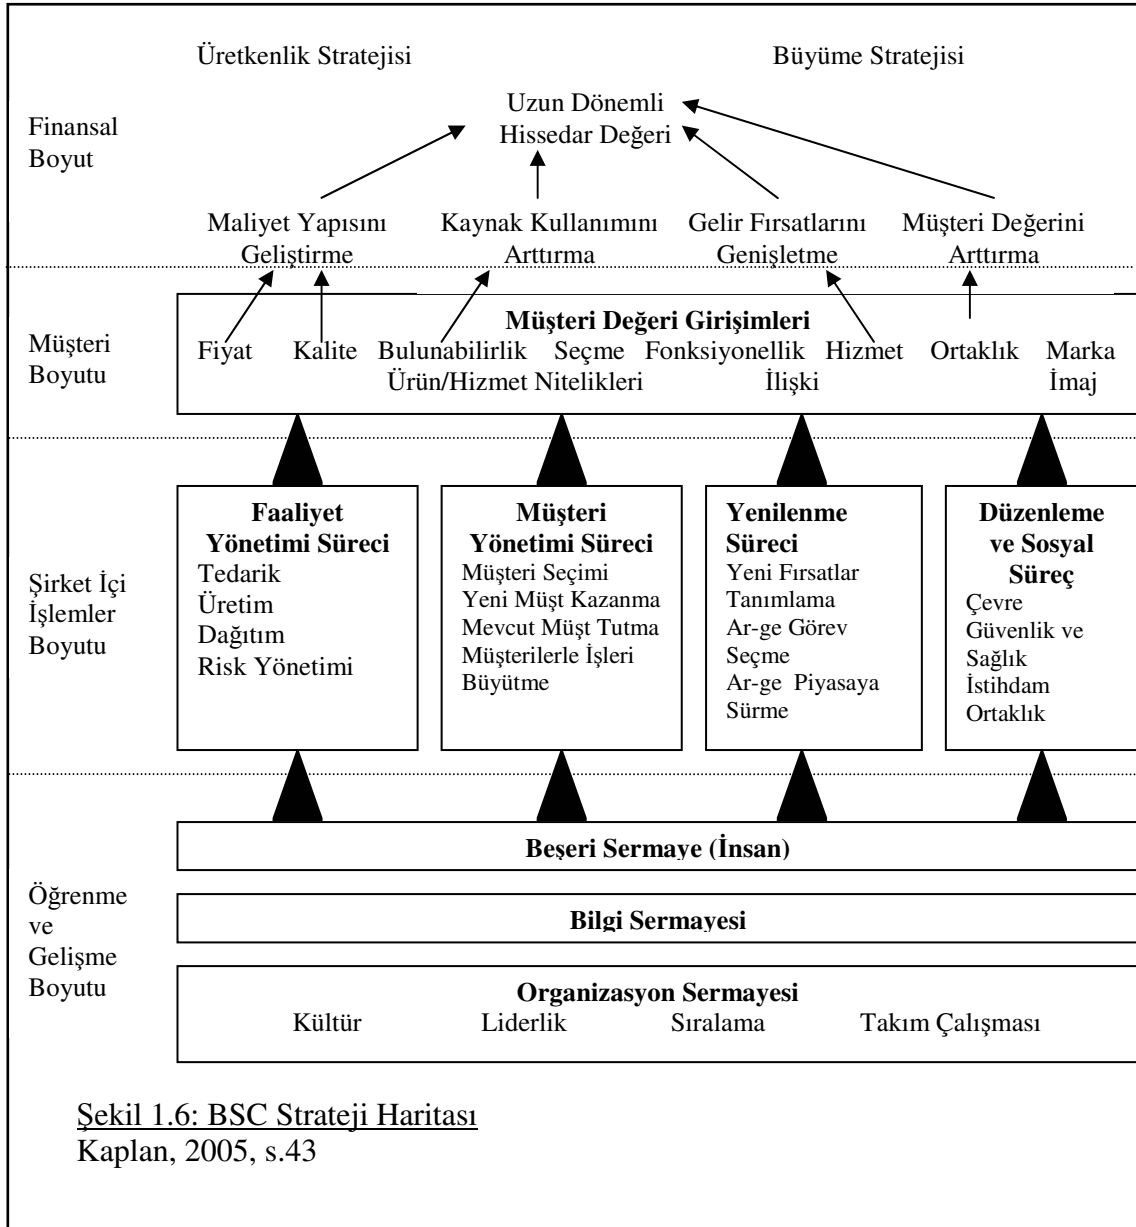 Üretkenlik Stratejisi Büyüme Stratejisi
Finansal
Boyut
Uzun Dönemli
Hissedar Değeri
Maliyet Yapısını
Geliştirme
Kaynak Kullanımını
Arttırma
Gelir Fırsatlarını
Genişletme
Müşteri Değerini
Arttırma
Müşteri
Boyutu
Müşteri Değeri Girişimleri
Fiyat Kalite Bulunabilirlik Seçme Fonksiyonellik Hizmet Ortaklık Marka
Ürün/Hizmet Nitelikleri İlişki İmaj
Şirket İçi
İşlemler
Boyutu
Faaliyet
Yönetimi Süreci
Tedarik
Üretim
Dağıtım
Risk Yönetimi
Müşteri
Yönetimi Süreci
Müşteri Seçimi
Yeni Müşt Kazanma
Mevcut Müşt Tutma
Müşterilerle İşleri
Büyütme
Yenilenme
Süreci
Yeni Fırsatlar
Tanımlama
Ar-ge Görev
Seçme
Ar-ge Piyasaya
Sürme
Düzenleme
ve Sosyal
Süreç
Çevre
Güvenlik ve
Sağlık
İstihdam
Ortaklık
Öğrenme
ve
Gelişme
Boyutu
Beşeri Sermaye (İnsan)
Bilgi Sermayesi
Organizasyon Sermayesi
Kültür Liderlik Sıralama Takım Çalışması
Şekil 1.6: BSC Strateji Haritası
Kaplan, 2005, s.43